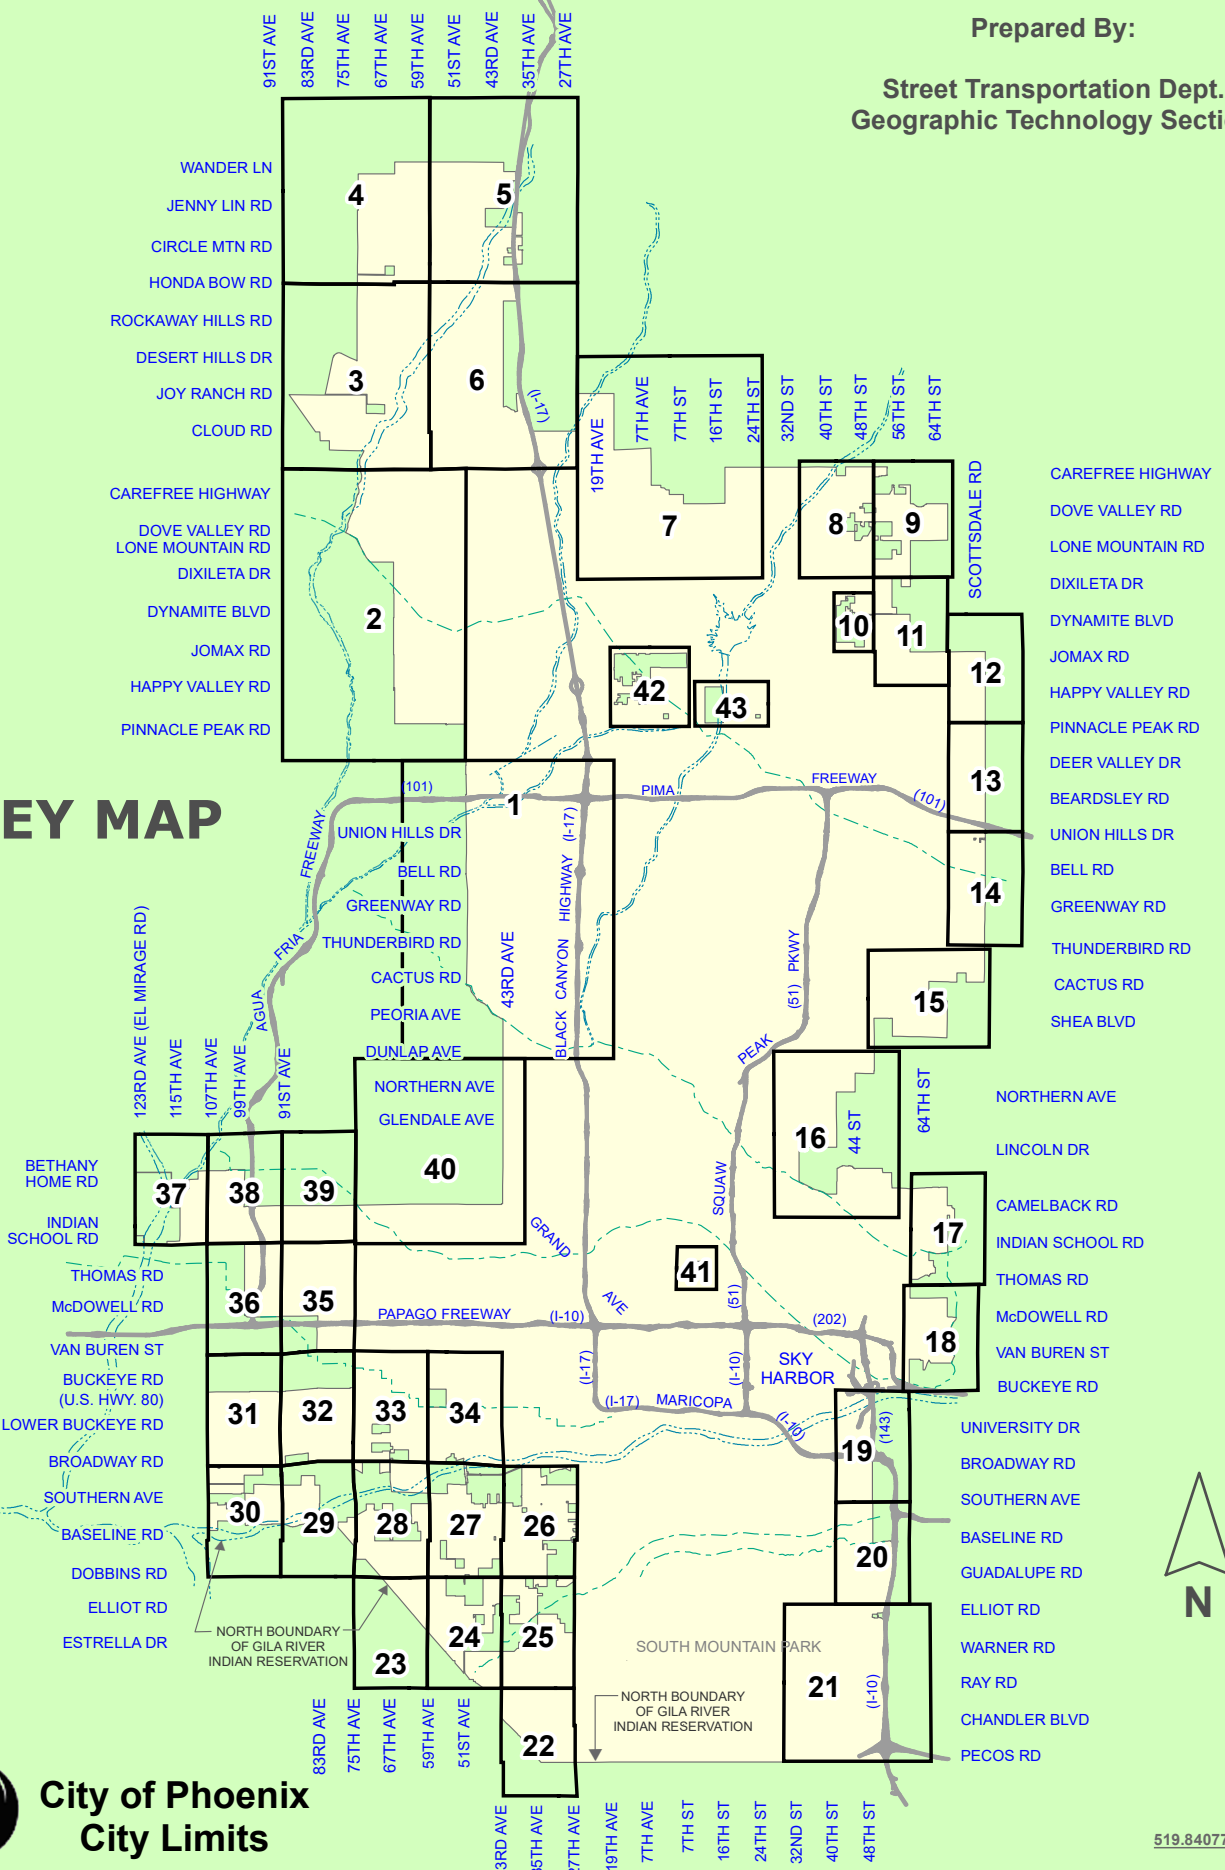 Prepared By:
Street Transportation Dept.
Geographic Technology
91ST AVE
83RD AVE
75TH AVE
67TH AVE
59TH AVE
51ST AVE
43RD AVE
35TH AVE
27TH AVE
WANDER LN
JENNY LIN RD
CIRCLE MTN RD
HONDA BOW RD
ROCKAWAY HILLS RD
DESERT HILLS DR
JOY RANCH RD
CLOUD RD
CAREFREE HIGHWAY
DOVE VALLEY RD
LONE MOUNTAIN RD
DIXILETA DR
DYNAMITE BLVD
JOMAX RD
HAPPY VALLEY RD
PINNACLE PEAK RD
4
5
3
6
(I-17)
2
19TH AVE
7TH AVE
7TH ST
16TH ST
24TH ST
32ND ST
40TH ST
48TH ST
56TH ST
64TH ST
7
8
9
10
11
12
13
14
42
43
SCOTTSDALE RD
CAREFREE HIGHWAY
DOVE VALLEY RD
LONE MOUNTAIN RD
DIXILETA DR
DYNAMITE BLVD
JOMAX RD
HAPPY VALLEY RD
PINNACLE PEAK RD
DEER VALLEY DR
BEARDSLEY RD
UNION HILLS DR
BELL RD
GREENWAY RD
THUNDERBIRD RD
CACTUS RD
SHEA BLVD
NORTHERN AVE
LINCOLN DR
CAMELBACK RD
INDIAN SCHOOL RD
THOMAS RD
McDOWELL RD
VAN BUREN ST
BUCKEYE RD
UNIVERSITY DR
BROADWAY RD
SOUTHERN AVE
BASELINE RD
GUADALUPE RD
ELLIOT RD
WARNER RD
RAY RD
CHANDLER BLVD
PECOS RD
EY MAP
(101)
1
PIMA
FREEWAY
(101)
UNION HILLS DR
BELL RD
GREENWAY RD
THUNDERBIRD RD
CACTUS RD
PEORIA AVE
DUNLAP AVE
NORTHERN AVE
GLENDALE AVE
43RD AVE
BLACK CANYON HIGHWAY (I-17)
AGUA FRIA FREEWAY
SQUAW PEAK (51) PKWY
15
16
44 ST
64TH ST
17
18
123RD AVE (EL MIRAGE RD)
115TH AVE
107TH AVE
99TH AVE
91ST AVE
BETHANY
HOME RD
INDIAN
SCHOOL RD
THOMAS RD
McDOWELL RD
VAN BUREN ST
BUCKEYE RD
(U.S. HWY. 80)
LOWER BUCKEYE RD
BROADWAY RD
SOUTHERN AVE
BASELINE RD
DOBBINS RD
ELLIOT RD
ESTRELLA DR
37
38
39
40
36
35
41
GRAND
AVE
PAPAGO FREEWAY
(I-10)
(51)
(202)
(I-17)
(I-10)
SKY
HARBOR
(I-17)
MARICOPA
(I-10)
(143)
31
32
33
34
30
29
28
27
26
19
20
23
24
25
22
21
(I-10)
SOUTH MOUNTAIN PARK
NORTH BOUNDARY
OF GILA RIVER
INDIAN RESERVATION
NORTH BOUNDARY
OF GILA RIVER
INDIAN RESERVATION
83RD AVE
75TH AVE
67TH AVE
59TH AVE
51ST AVE
3RD AVE
35TH AVE
27TH AVE
19TH AVE
7TH AVE
7TH ST
16TH ST
24TH ST
32ND ST
40TH ST
48TH ST
N
City of Phoenix
City Limits
519.84077